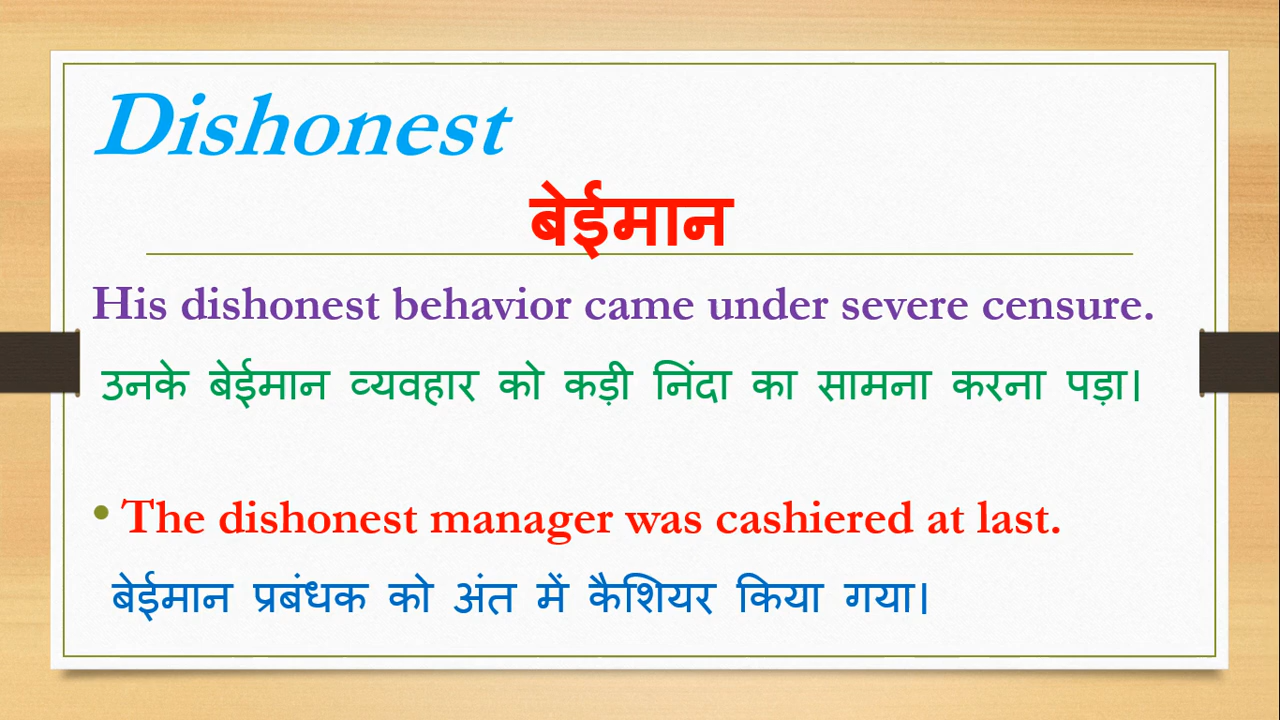 Dishonest
बेईमान
His dishonest behavior came under severe censure.
उनके बेईमान व्यवहार को कड़ी निंदा का सामना करना पड़ा।
• The dishonest manager was cashiered at last.
बेईमान प्रबंधक को अंत में कैशियर किया गया।